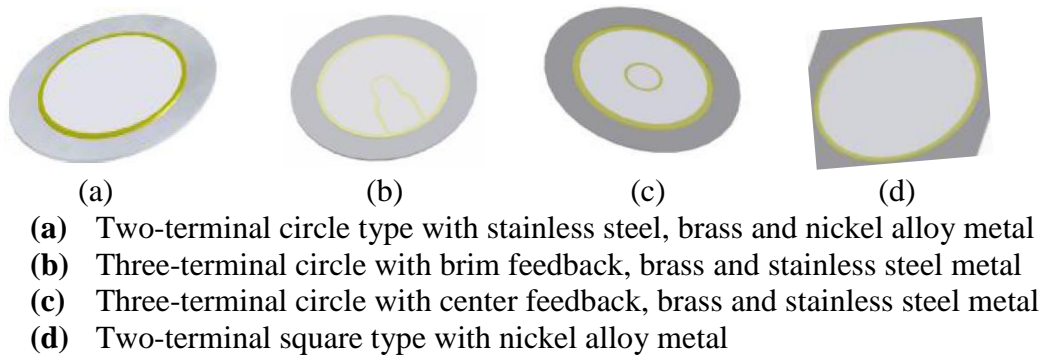 (a) (b) (c) (d)
(a) Two-terminal circle type with stainless steel, brass and nickel alloy metal
(b) Three-terminal circle with brim feedback, brass and stainless steel metal
(c) Three-terminal circle with center feedback, brass and stainless steel metal
(d) Two-terminal square type with nickel alloy metal